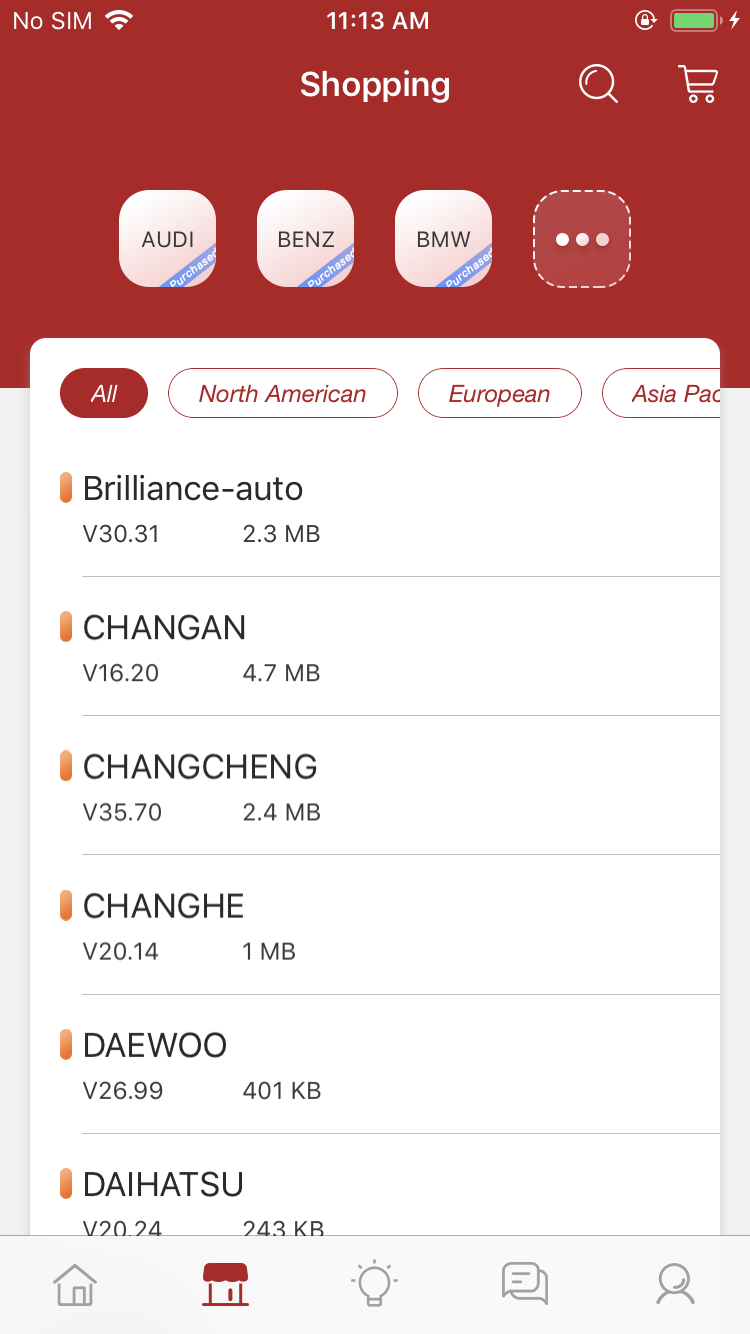 No SIM 11:13 AM
Shopping
AUDI BENZ BMW
Purchased Purchased Purchased
All North American European Asia Pac
Brilliance-auto
V30.31 2.3 MB
CHANGAN
V16.20 4.7 MB
CHANGCHENG
V35.70 2.4 MB
CHANGHE
V20.14 1 MB
DAEWOO
V26.99 401 KB
DAIHATSU
V20.24 243 KB